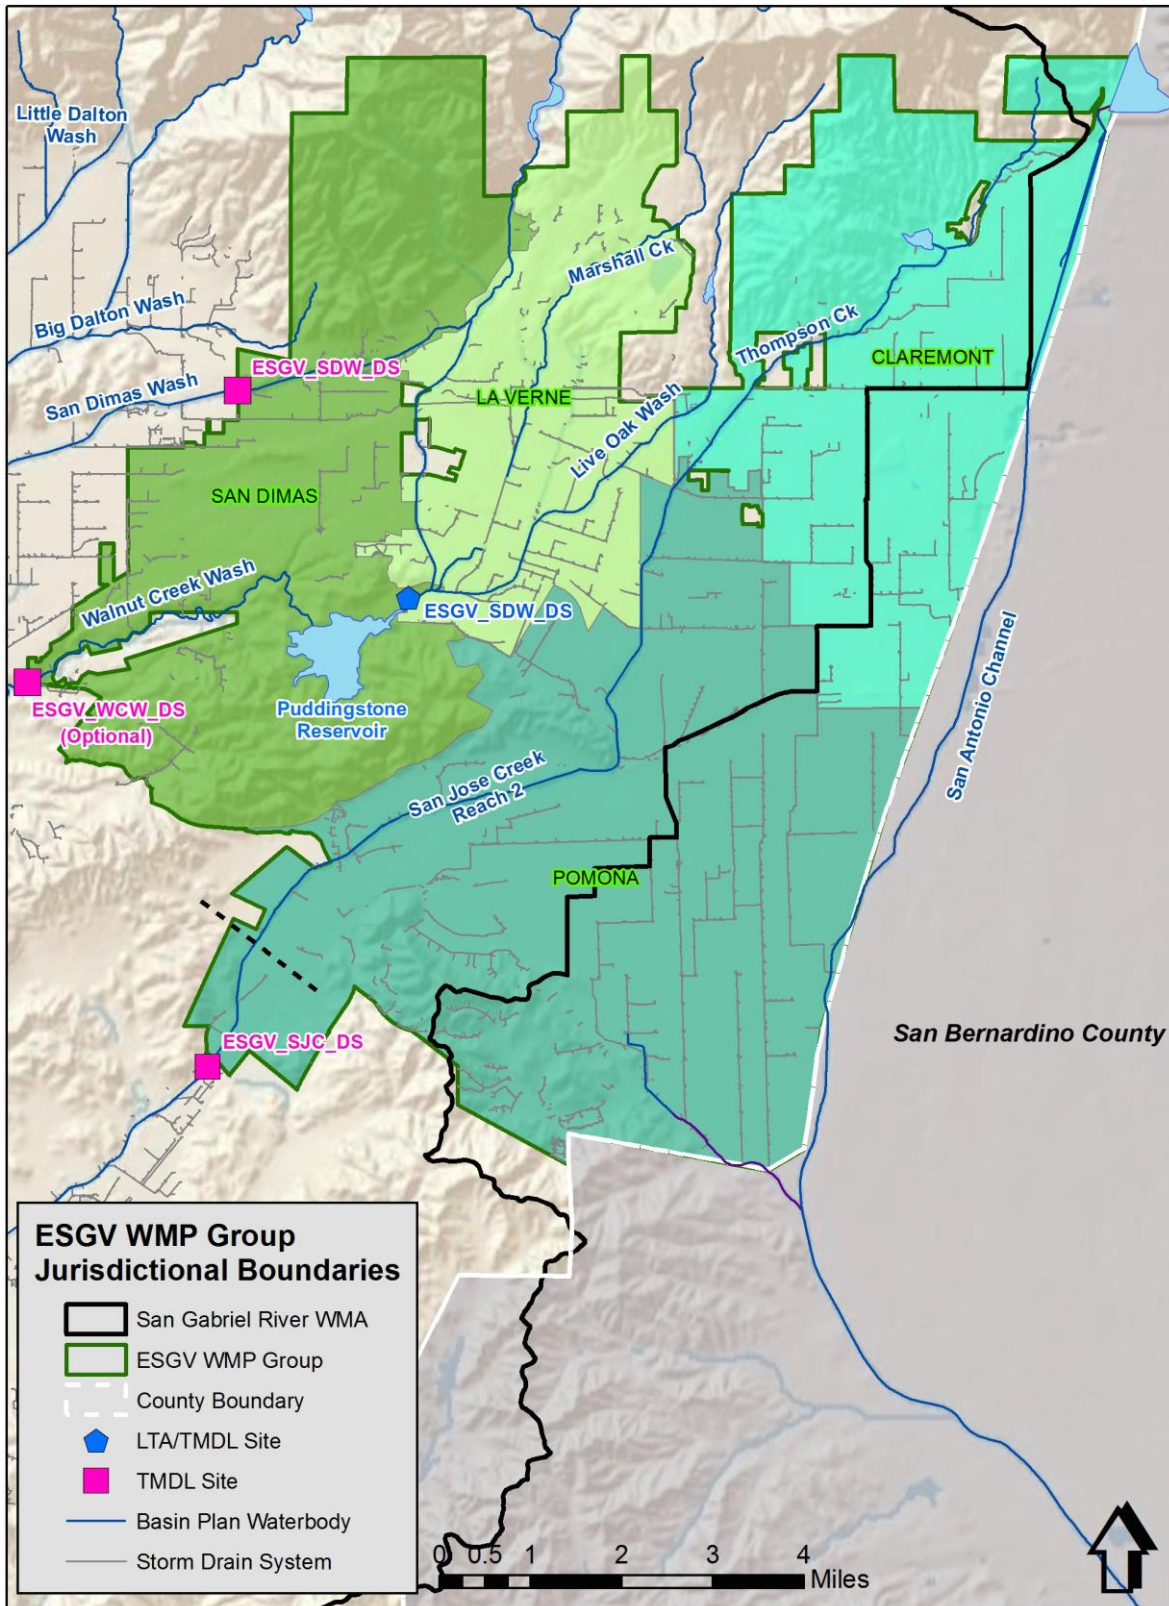 Little Dalton
Wash
Big Dalton Wash
San Dimas Wash
ESGV_SDW_DS
Marshall Ck
LA VERNE
Thompson Ck
CLAREMONT
Live Oak Wash
SAN DIMAS
Walnut Creek Wash
ESGV_SDW_DS
ESGV_WCW_DS
(Optional)
Puddingstone
Reservoir
San Jose Creek
Reach 2
San Antonio Channel
POMONA
ESGV_SJC_DS
San Bernardino County
ESGV WMP Group
Jurisdictional Boundaries
San Gabriel River WMA
ESGV WMP Group
County Boundary
LTA/TMDL Site
TMDL Site
Basin Plan Waterbody
Storm Drain System
0 0.5 1 2 3 4
Miles